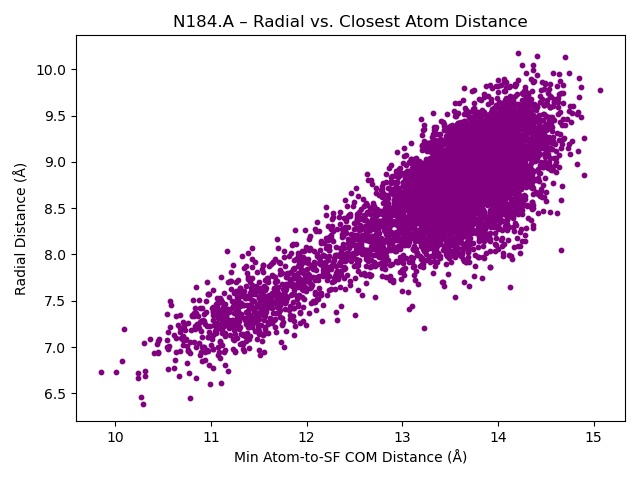 N184.A – Radial vs. Closest Atom Distance
Radial Distance (Å)
10.0
9.5
9.0
8.5
8.0
7.5
7.0
6.5
10 11 12 13 14 15
Min Atom-to-SF COM Distance (Å)